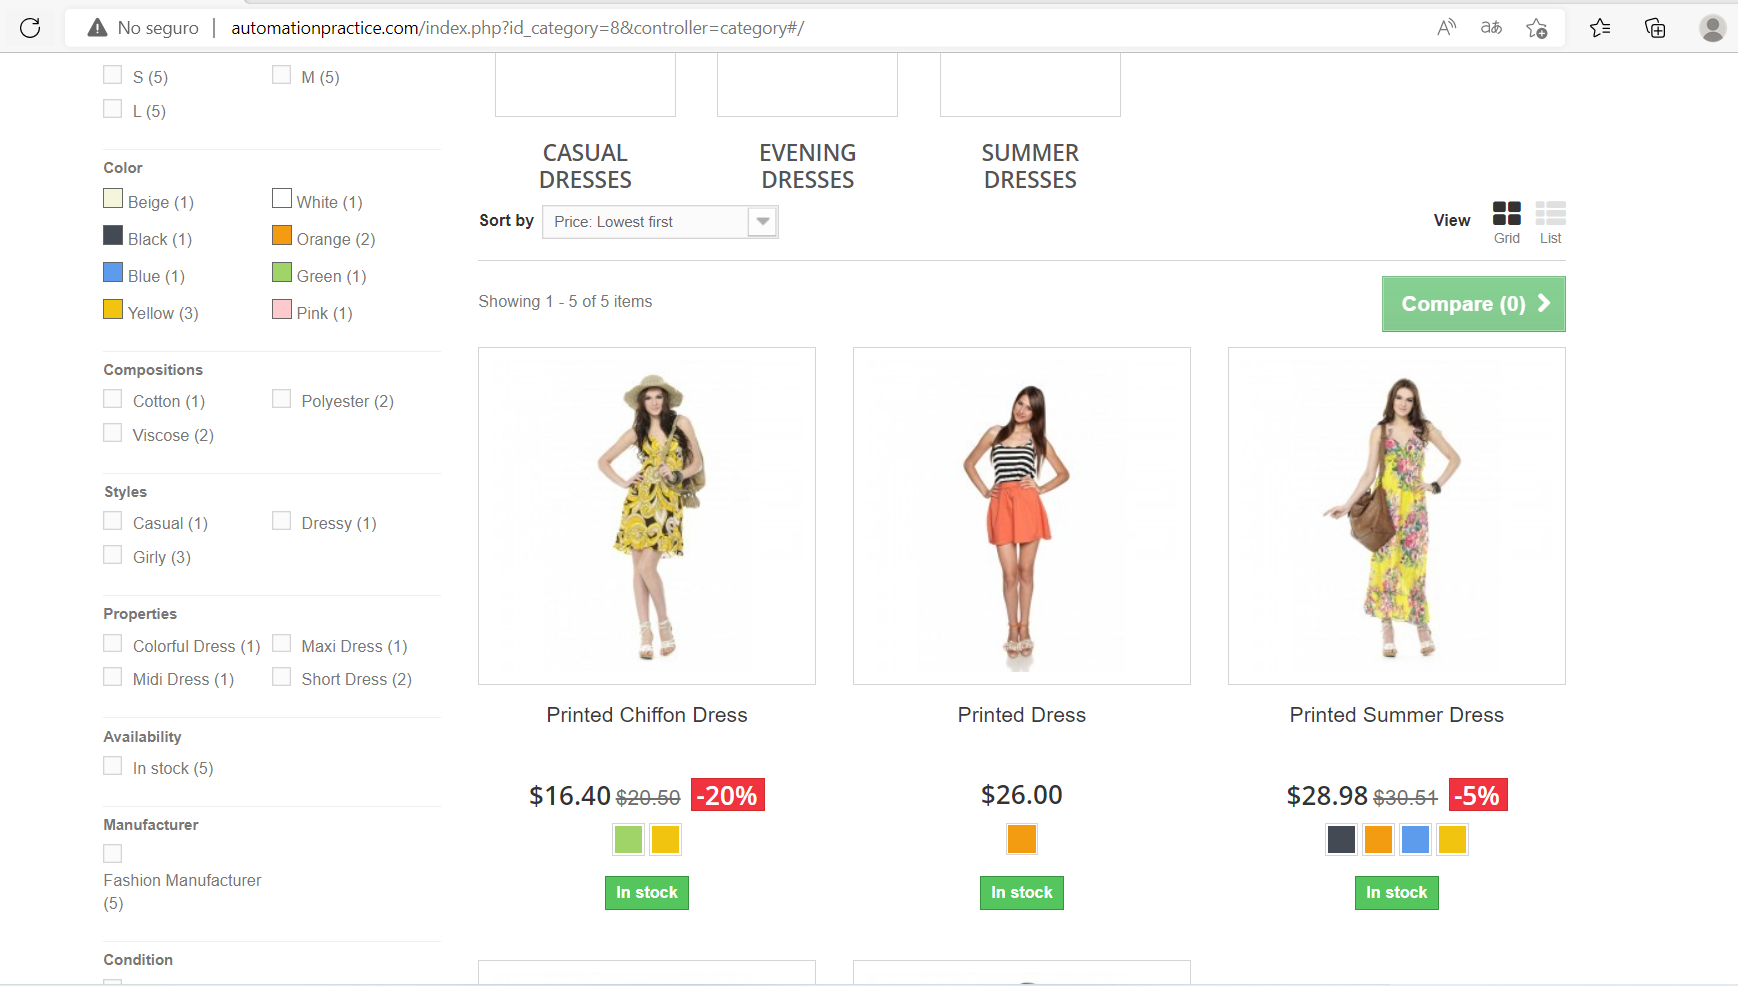 No seguro
automationpractice.com/index.php?id_category=8&controller=category#/
S (5)
M (5)
L (5)
Color
Beige (1)
White (1)
Black (1)
Orange (2)
Blue (1)
Green (1)
Yellow (3)
Pink (1)
Compositions
Cotton (1)
Polyester (2)
Viscose (2)
Styles
Casual (1)
Dressy (1)
Girly (3)
Properties
Colorful Dress (1)
Maxi Dress (1)
Midi Dress (1)
Short Dress (2)
Availability
In stock (5)
Manufacturer
Fashion Manufacturer
(5)
Condition
CASUAL
DRESSES
EVENING
DRESSES
SUMMER
DRESSES
Sort by
Price: Lowest first
View
Grid
List
Showing 1 - 5 of 5 items
Compare (0)
Printed Chiffon Dress
$16.40 $20.50 -20%
In stock
Printed Dress
$26.00
In stock
Printed Summer Dress
$28.98 $30.51 -5%
In stock